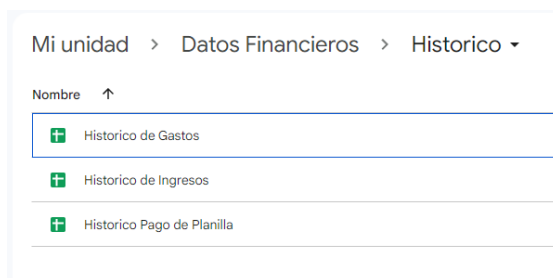 Mi unidad > Datos Financieros > Historico
Nombre ↑
Historico de Gastos
Historico de Ingresos
Historico Pago de Planilla